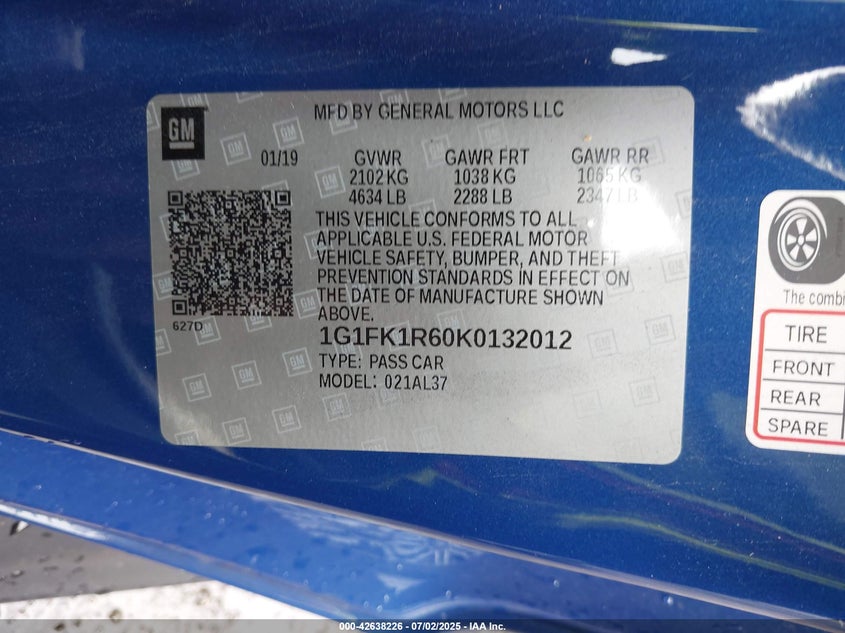 GM
MFD BY GENERAL MOTORS LLC
01/19 GVWR GAWR FRT GAWR RR
2102 KG 1038 KG 1065 KG
4634 LB 2288 LB 2347 LB
THIS VEHICLE CONFORMS TO ALL
APPLICABLE U.S. FEDERAL MOTOR
VEHICLE SAFETY, BUMPER, AND THEFT
PREVENTION STANDARDS IN EFFECT ON
THE DATE OF MANUFACTURE SHOWN
ABOVE.
627D
1G1FK1R60K0132012
TYPE: PASS CAR
MODEL: 021AL37
The combi
TIRE
FRONT
REAR
SPARE
000-42638226 - 07/02/2025 - IAA Inc.